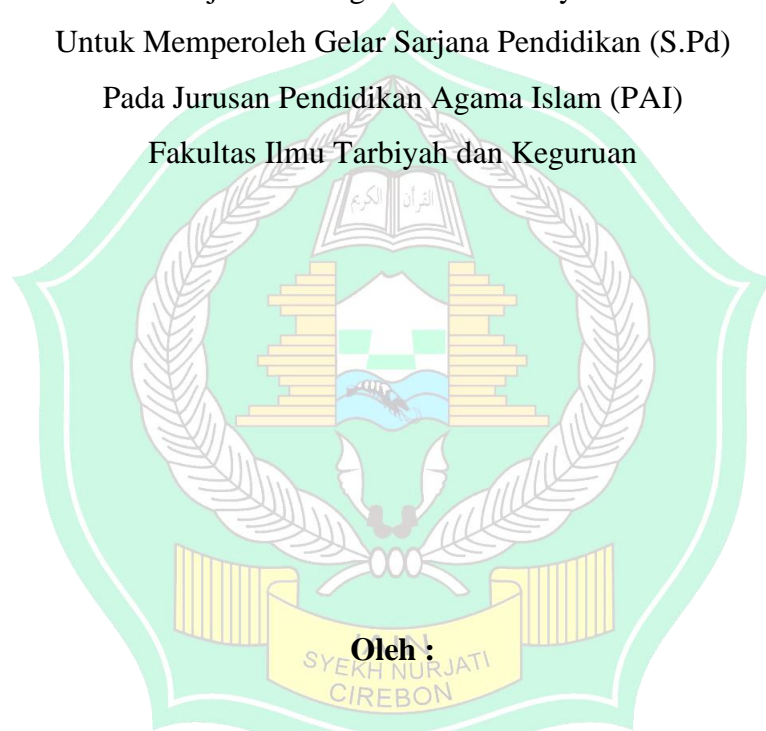 Untuk Memperoleh Gelar Sarjana Pendidikan (S.Pd)
Pada Jurusan Pendidikan Agama Islam (PAI)
Fakultas Ilmu Tarbiyah dan Keguruan
القرآن الكريم
IAIN
Oleh :
SYEKH NURJATI
CIREBON